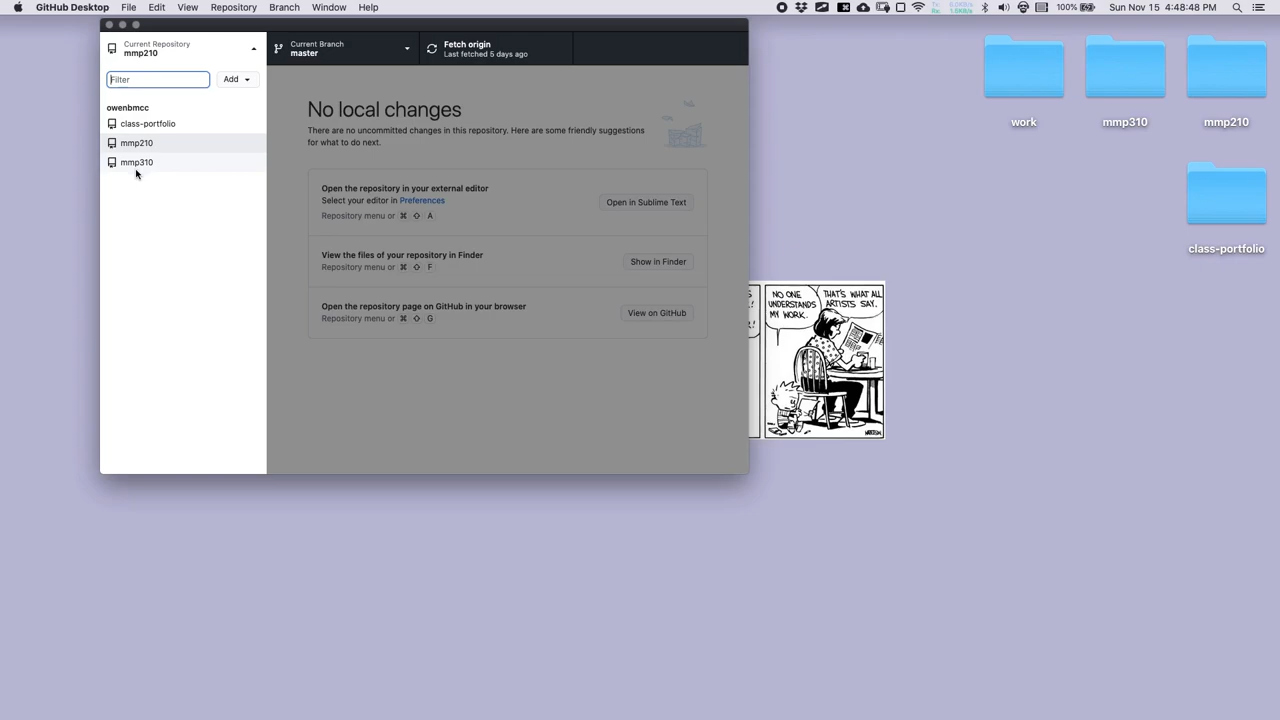 GitHub Desktop File Edit View Repository Branch Window Help
100% Sun Nov 15 4:48:48 PM
Current Repository
mmp210
Current Branch
master
Fetch origin
Last fetched 5 days ago
Filter
Add
owenbmcc
class-portfolio
mmp210
mmp310
No local changes
There are no uncommitted changes in this repository. Here are some friendly suggestions
for what to do next.
Open the repository in your external editor
Select your editor in Preferences
Repository menu or ⌘ ⇧ A
Open in Sublime Text
View the files of your repository in Finder
Repository menu or ⌘ ⇧ F
Show in Finder
Open the repository page on GitHub in your browser
Repository menu or ⌘ ⇧ G
View on GitHub
work
mmp310
mmp210
class-portfolio
NO ONE
UNDERSTANDS
MY WORK.
THAT'S WHAT ALL
ARTISTS SAY.